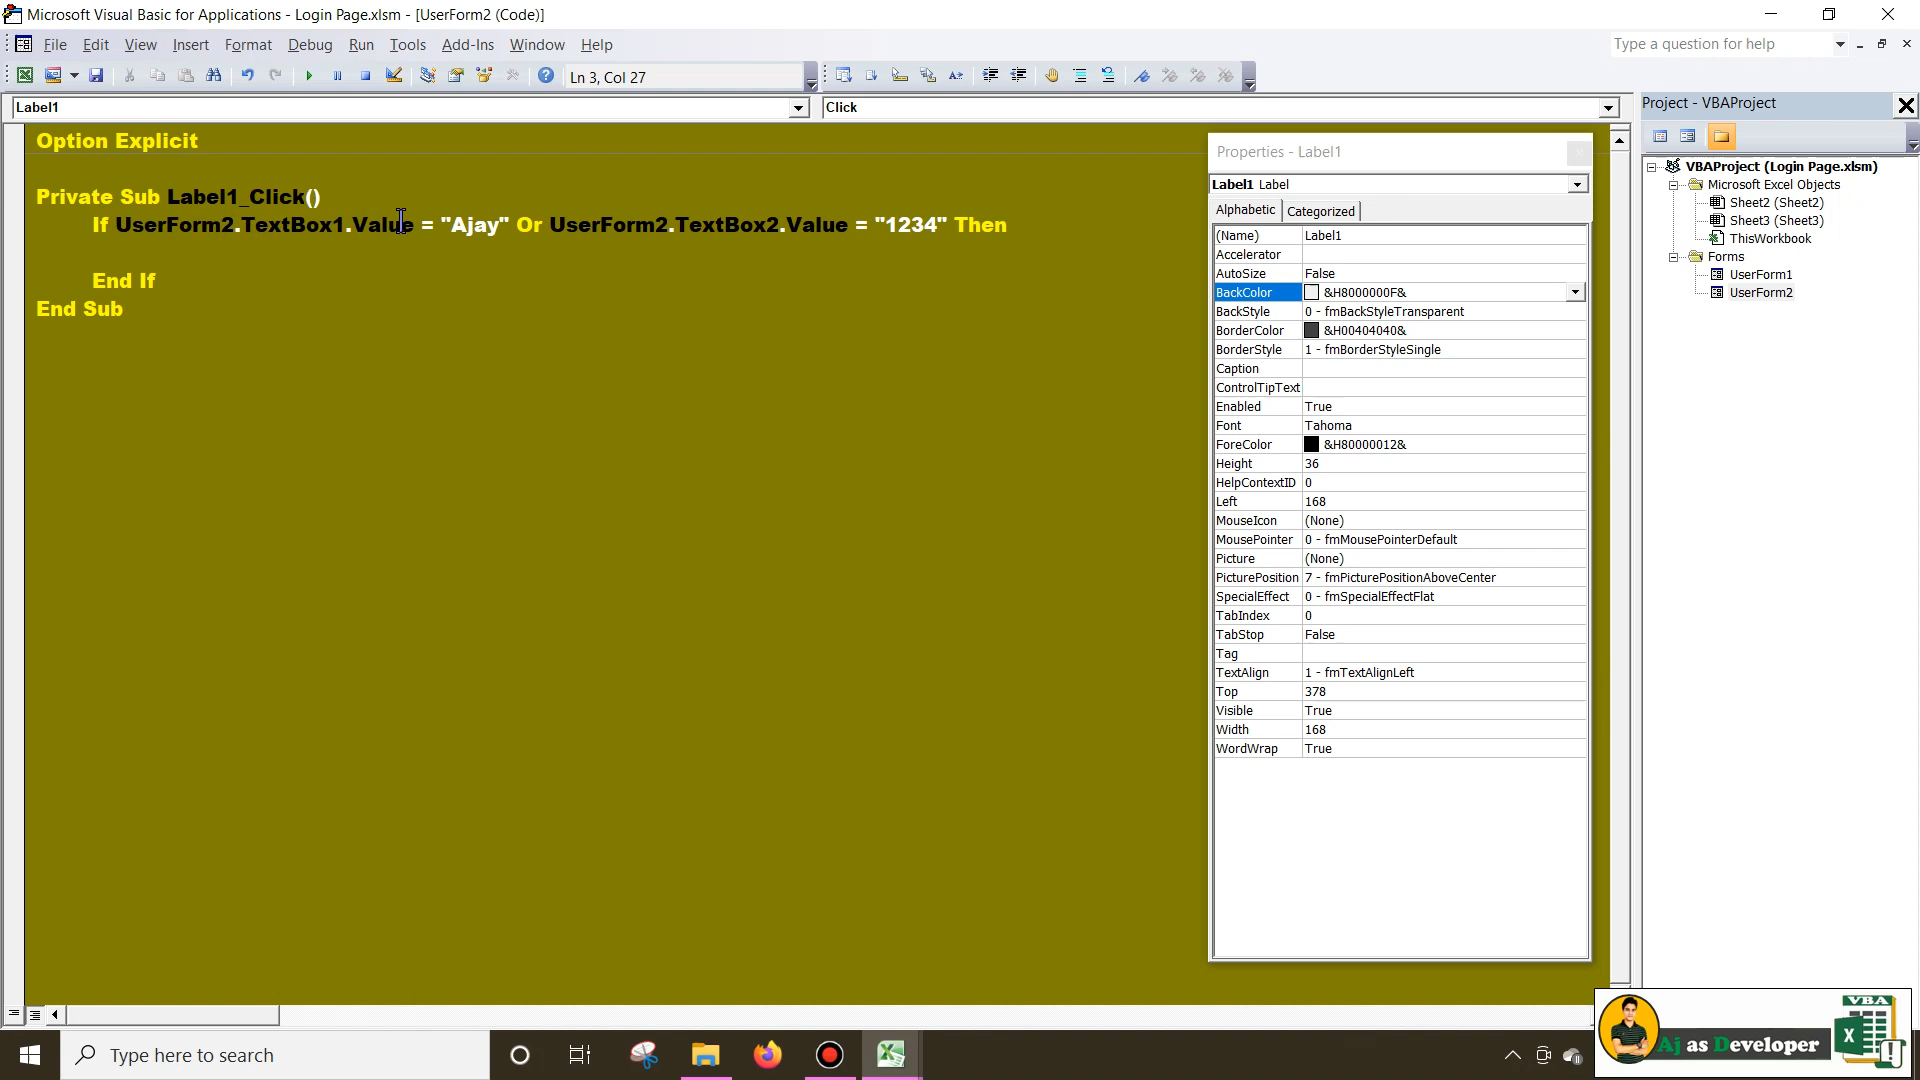 Microsoft Visual Basic for Applications - Login Page.xlsm - [UserForm2 (Code)]
File Edit View Insert Format Debug Run Tools Add-Ins Window Help
Type a question for help
Ln 3, Col 27
Label1
Click
Option Explicit
Private Sub Label1_Click()
If UserForm2.TextBox1.Value = "Ajay" Or UserForm2.TextBox2.Value = "1234" Then
End If
End Sub
Properties - Label1
Label1 Label
Alphabetic Categorized
(Name) Label1
Accelerator
AutoSize False
BackColor &H8000000F&
BackStyle 0 - fmBackStyleTransparent
BorderColor &H00404040&
BorderStyle 1 - fmBorderStyleSingle
Caption
ControlTipText
Enabled True
Font Tahoma
ForeColor &H80000012&
Height 36
HelpContextID 0
Left 168
MouseIcon (None)
MousePointer 0 - fmMousePointerDefault
Picture (None)
PicturePosition 7 - fmPicturePositionAboveCenter
SpecialEffect 0 - fmSpecialEffectFlat
TabIndex 0
TabStop False
Tag
TextAlign 1 - fmTextAlignLeft
Top 378
Visible True
Width 168
WordWrap True
Project - VBAProject
VBAProject (Login Page.xlsm)
Microsoft Excel Objects
Sheet2 (Sheet2)
Sheet3 (Sheet3)
ThisWorkbook
Forms
UserForm1
UserForm2
Type here to search
Aj as Developer
VBA
X